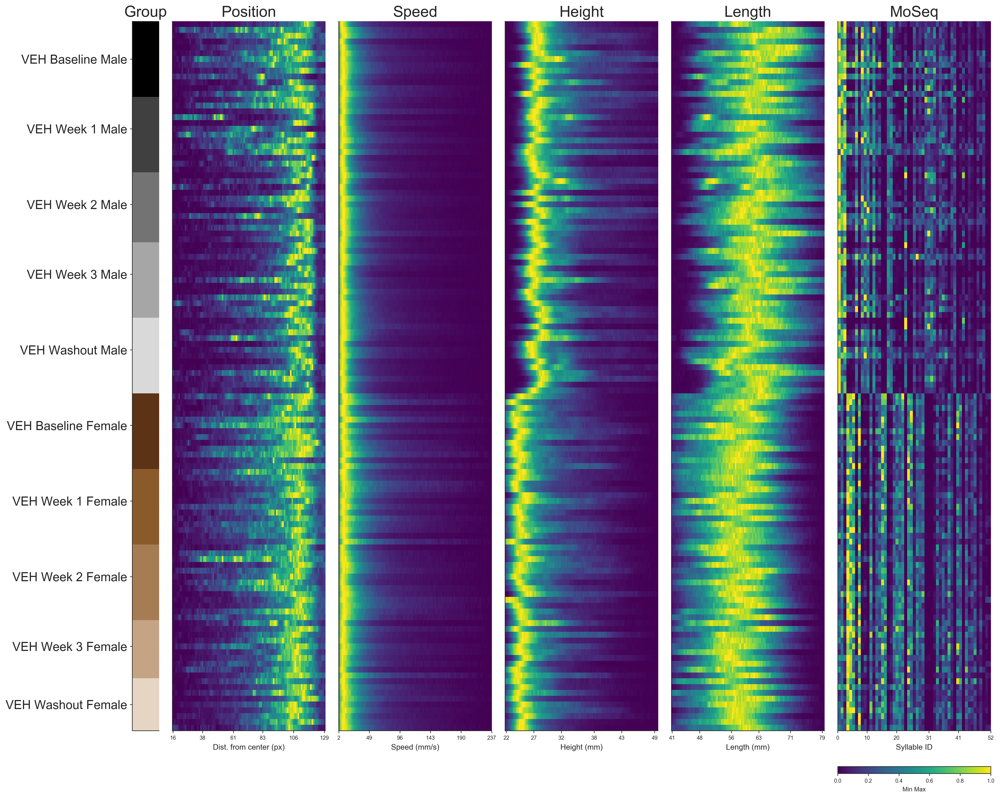 Group Position Speed Height Length MoSeq
VEH Baseline Male
VEH Week 1 Male
VEH Week 2 Male
VEH Week 3 Male
VEH Washout Male
VEH Baseline Female
VEH Week 1 Female
VEH Week 2 Female
VEH Week 3 Female
VEH Washout Female
16 38 61 83 106 129 2 49 96 143 190 237 22 27 32 38 43 49 41 48 56 63 71 79 0 10 20 31 41 52
Dist. from center (px) Speed (mm/s) Height (mm) Length (mm) Syllable ID
0.0 0.2 0.4 0.6 0.8 1.0
Min Max